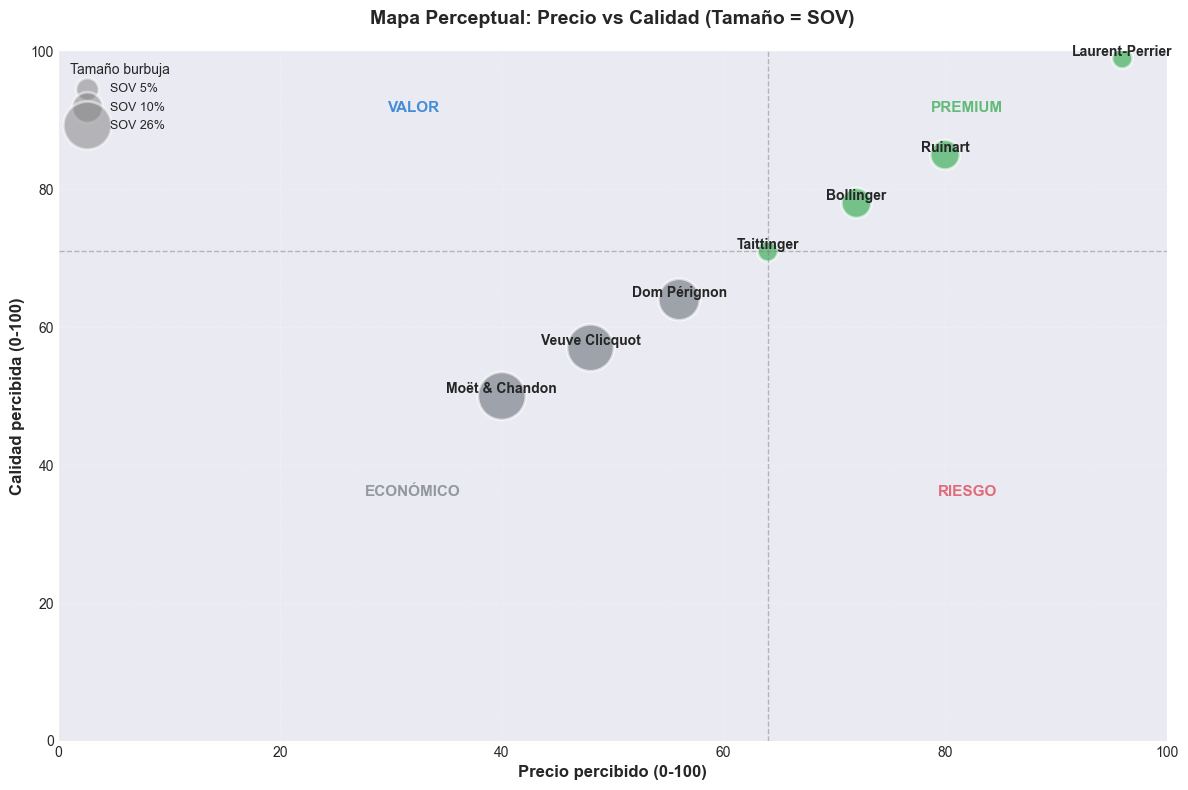 Mapa Perceptual: Precio vs Calidad (Tamaño = SOV)
100
80
60
40
20
0
Calidad percibida (0-100)
Tamaño burbuja
SOV 5%
SOV 10%
SOV 26%
VALOR
PREMIUM
Laurent-Perrier
Ruinart
Bollinger
Taittinger
Dom Pérignon
Veuve Clicquot
Moët & Chandon
ECONÓMICO
RIESGO
0
20
40
60
80
100
Precio percibido (0-100)